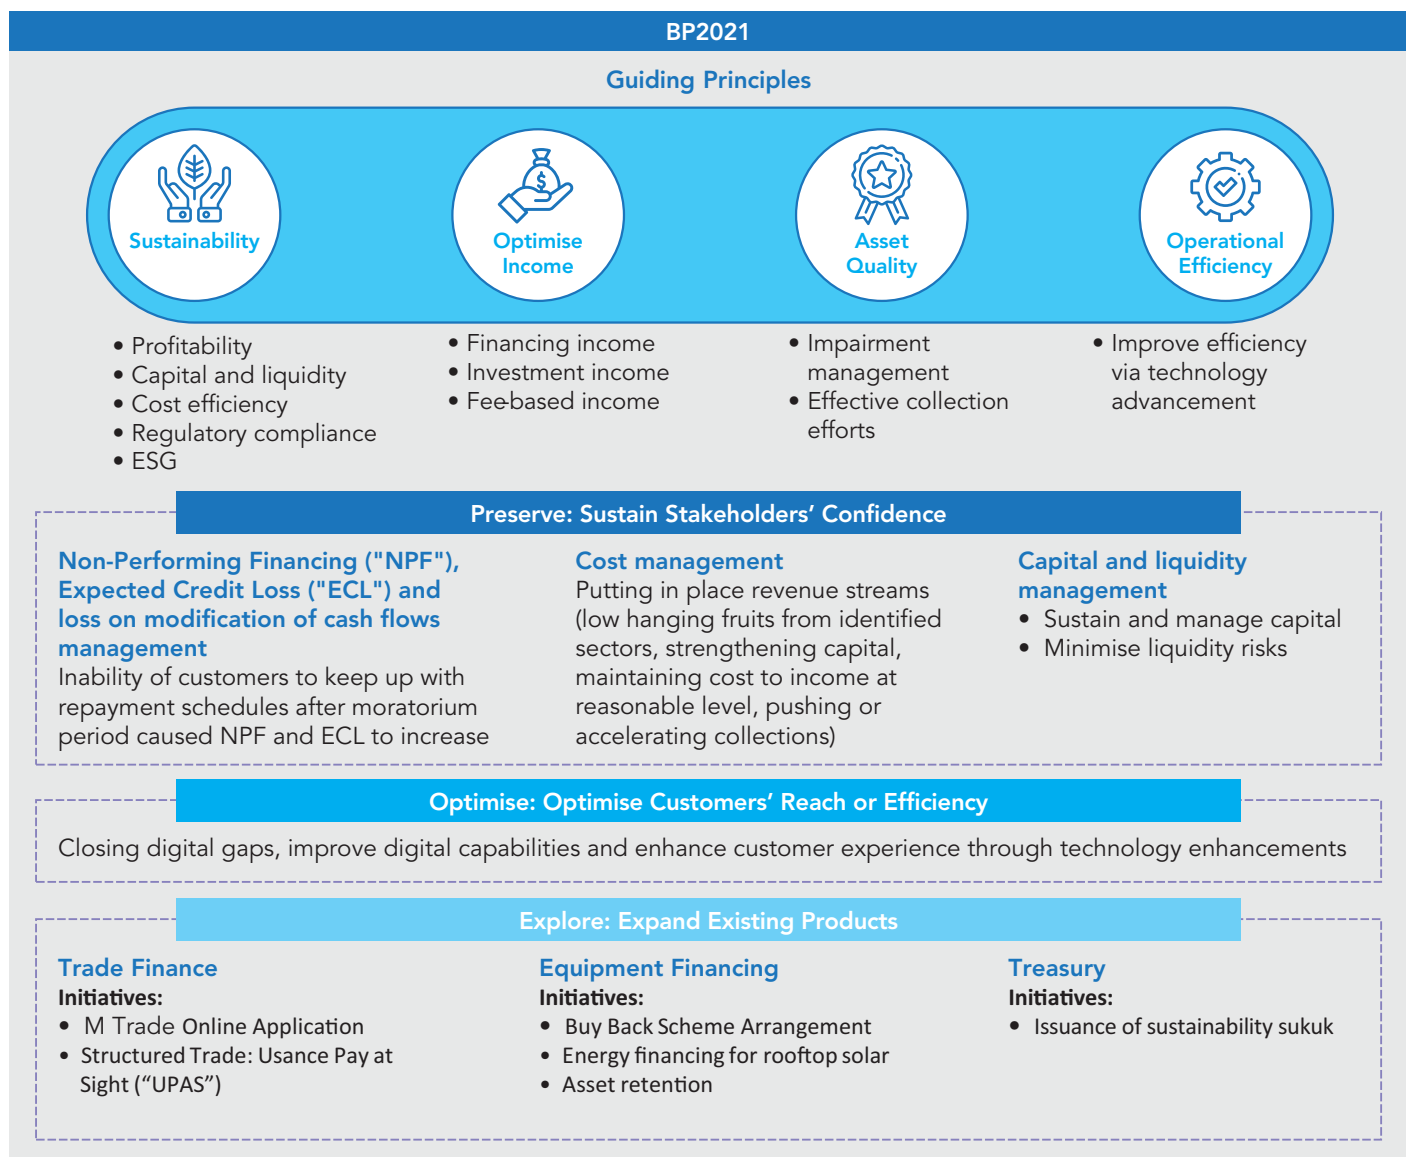 BP2021
Guiding Principles
Sustainability
Optimise
Income
Asset
Quality
Operational
Efficiency
• Profitability
• Capital and liquidity
• Cost efficiency
• Regulatory compliance
• ESG
• Financing income
• Investment income
• Fee-based income
• Impairment
management
• Effective collection
efforts
• Improve efficiency
via technology
advancement
Preserve: Sustain Stakeholders’ Confidence
Non-Performing Financing ("NPF"),
Expected Credit Loss ("ECL") and
loss on modification of cash flows
management
Inability of customers to keep up with
repayment schedules after moratorium
period caused NPF and ECL to increase
Cost management
Putting in place revenue streams
(low hanging fruits from identified
sectors, strengthening capital,
maintaining cost to income at
reasonable level, pushing or
accelerating collections)
Capital and liquidity
management
• Sustain and manage capital
• Minimise liquidity risks
Optimise: Optimise Customers’ Reach or Efficiency
Closing digital gaps, improve digital capabilities and enhance customer experience through technology enhancements
Explore: Expand Existing Products
Trade Finance
Initiatives:
• M Trade Online Application
• Structured Trade: Usance Pay at
Sight (“UPAS”)
Equipment Financing
Initiatives:
• Buy Back Scheme Arrangement
• Energy financing for rooftop solar
• Asset retention
Treasury
Initiatives:
• Issuance of sustainability sukuk